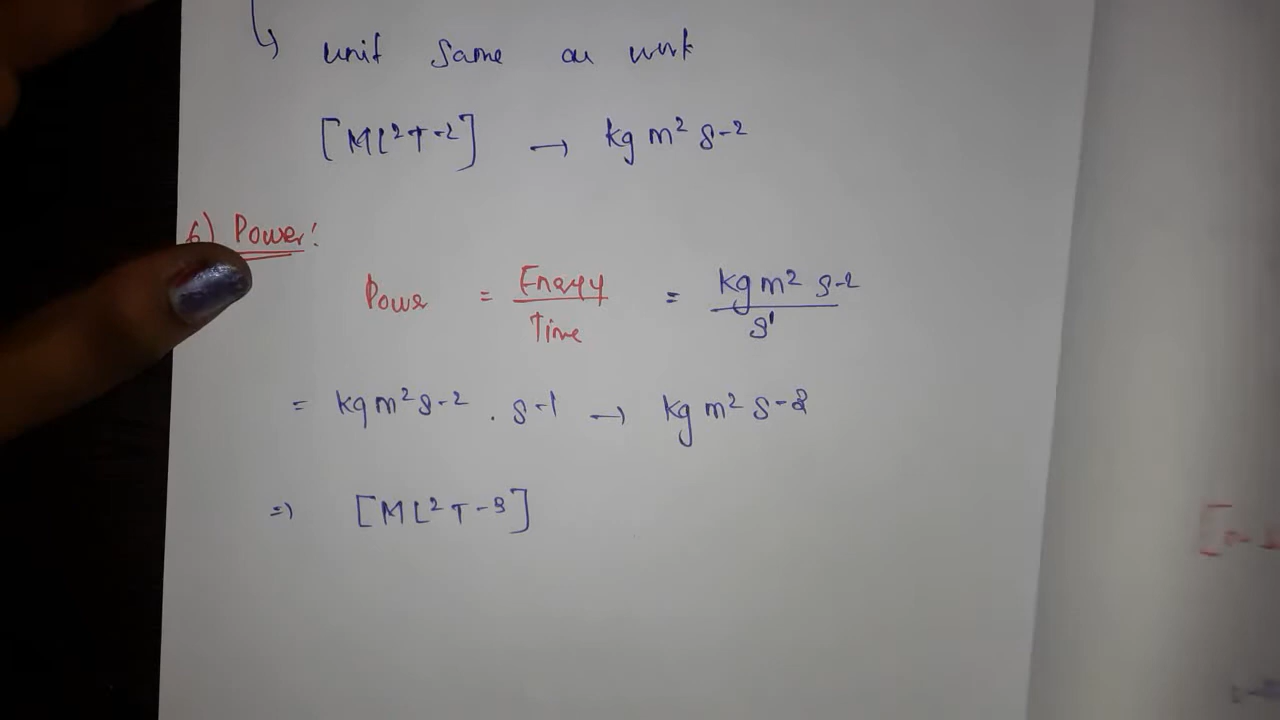 ↳ unit same as work
[ML²T-2] → kg m² s-2
6) Power:
Power = Energy / Time = kg m² s-2 / s¹
= kg m² s-2 . s-1 → kg m² s-3
⇒ [ML²T-3]